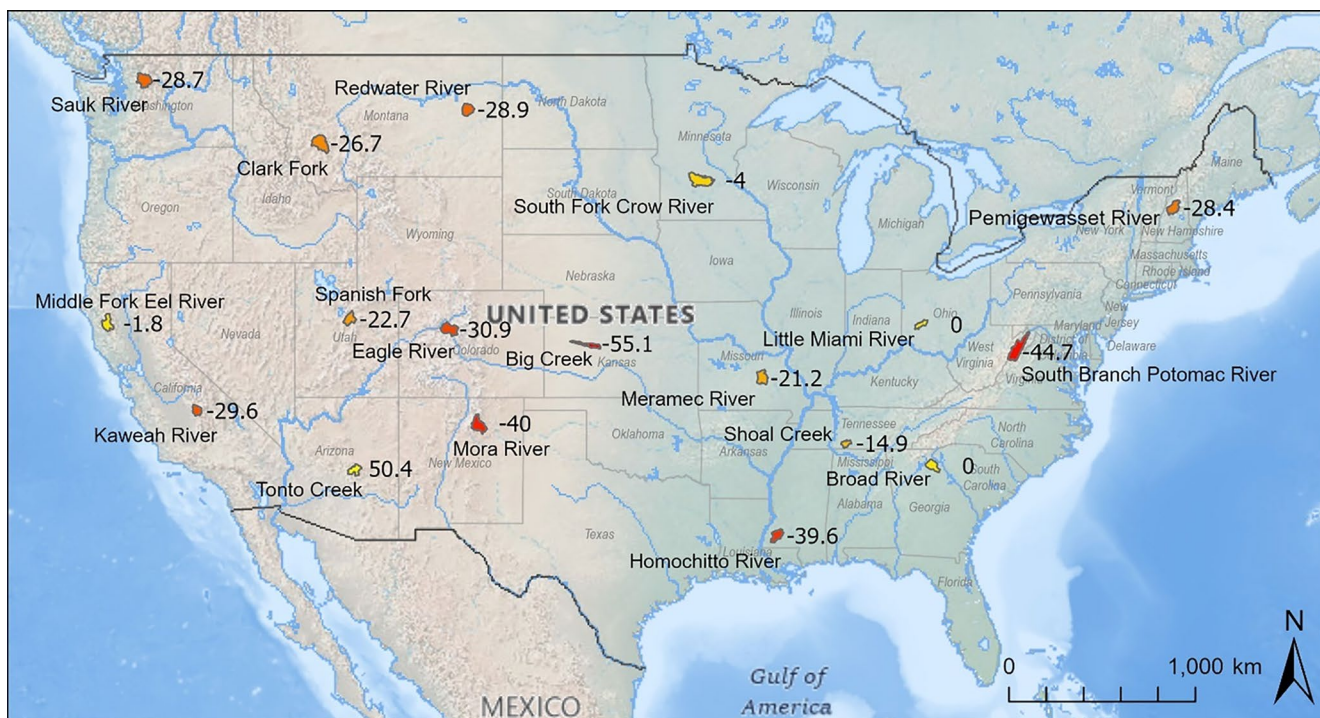 -28.7
Sauk River
Washington
Redwater River
Montana
-28.9
North Dakota
-26.7
Clark Fork
Idaho
Oregon
Minnesota
-4
South Dakota
South Fork Crow River
Wisconsin
Wyoming
Michigan
Maine
Vermont
-28.4
Pemigewasset River
New York
New Hampshire
Massachusetts
Rhode Island
Connecticut
Iowa
Nebraska
Middle Fork Eel River
-1.8
Nevada
Spanish Fork
-22.7
Utah
-30.9
Eagle River
Colorado
UNITED STATES
Big Creek
-55.1
Kansas
Illinois
Indiana
Ohio
0
Little Miami River
Pennsylvania
New
Jersey
Maryland
District of
Columbia
Delaware
West
Virginia
-44.7
Virginia
South Branch Potomac River
Missouri
-21.2
Meramec River
Kentucky
California
-29.6
Kaweah River
-40
Mora River
New Mexico
Arizona
50.4
Tonto Creek
Oklahoma
Arkansas
Shoal Creek
Tennessee
-14.9
Mississippi
North
Carolina
Broad River
0
South
Carolina
Alabama
Georgia
Texas
-39.6
Louisiana
Homochitto River
Florida
MEXICO
Gulf of
America
N
0
1,000 km